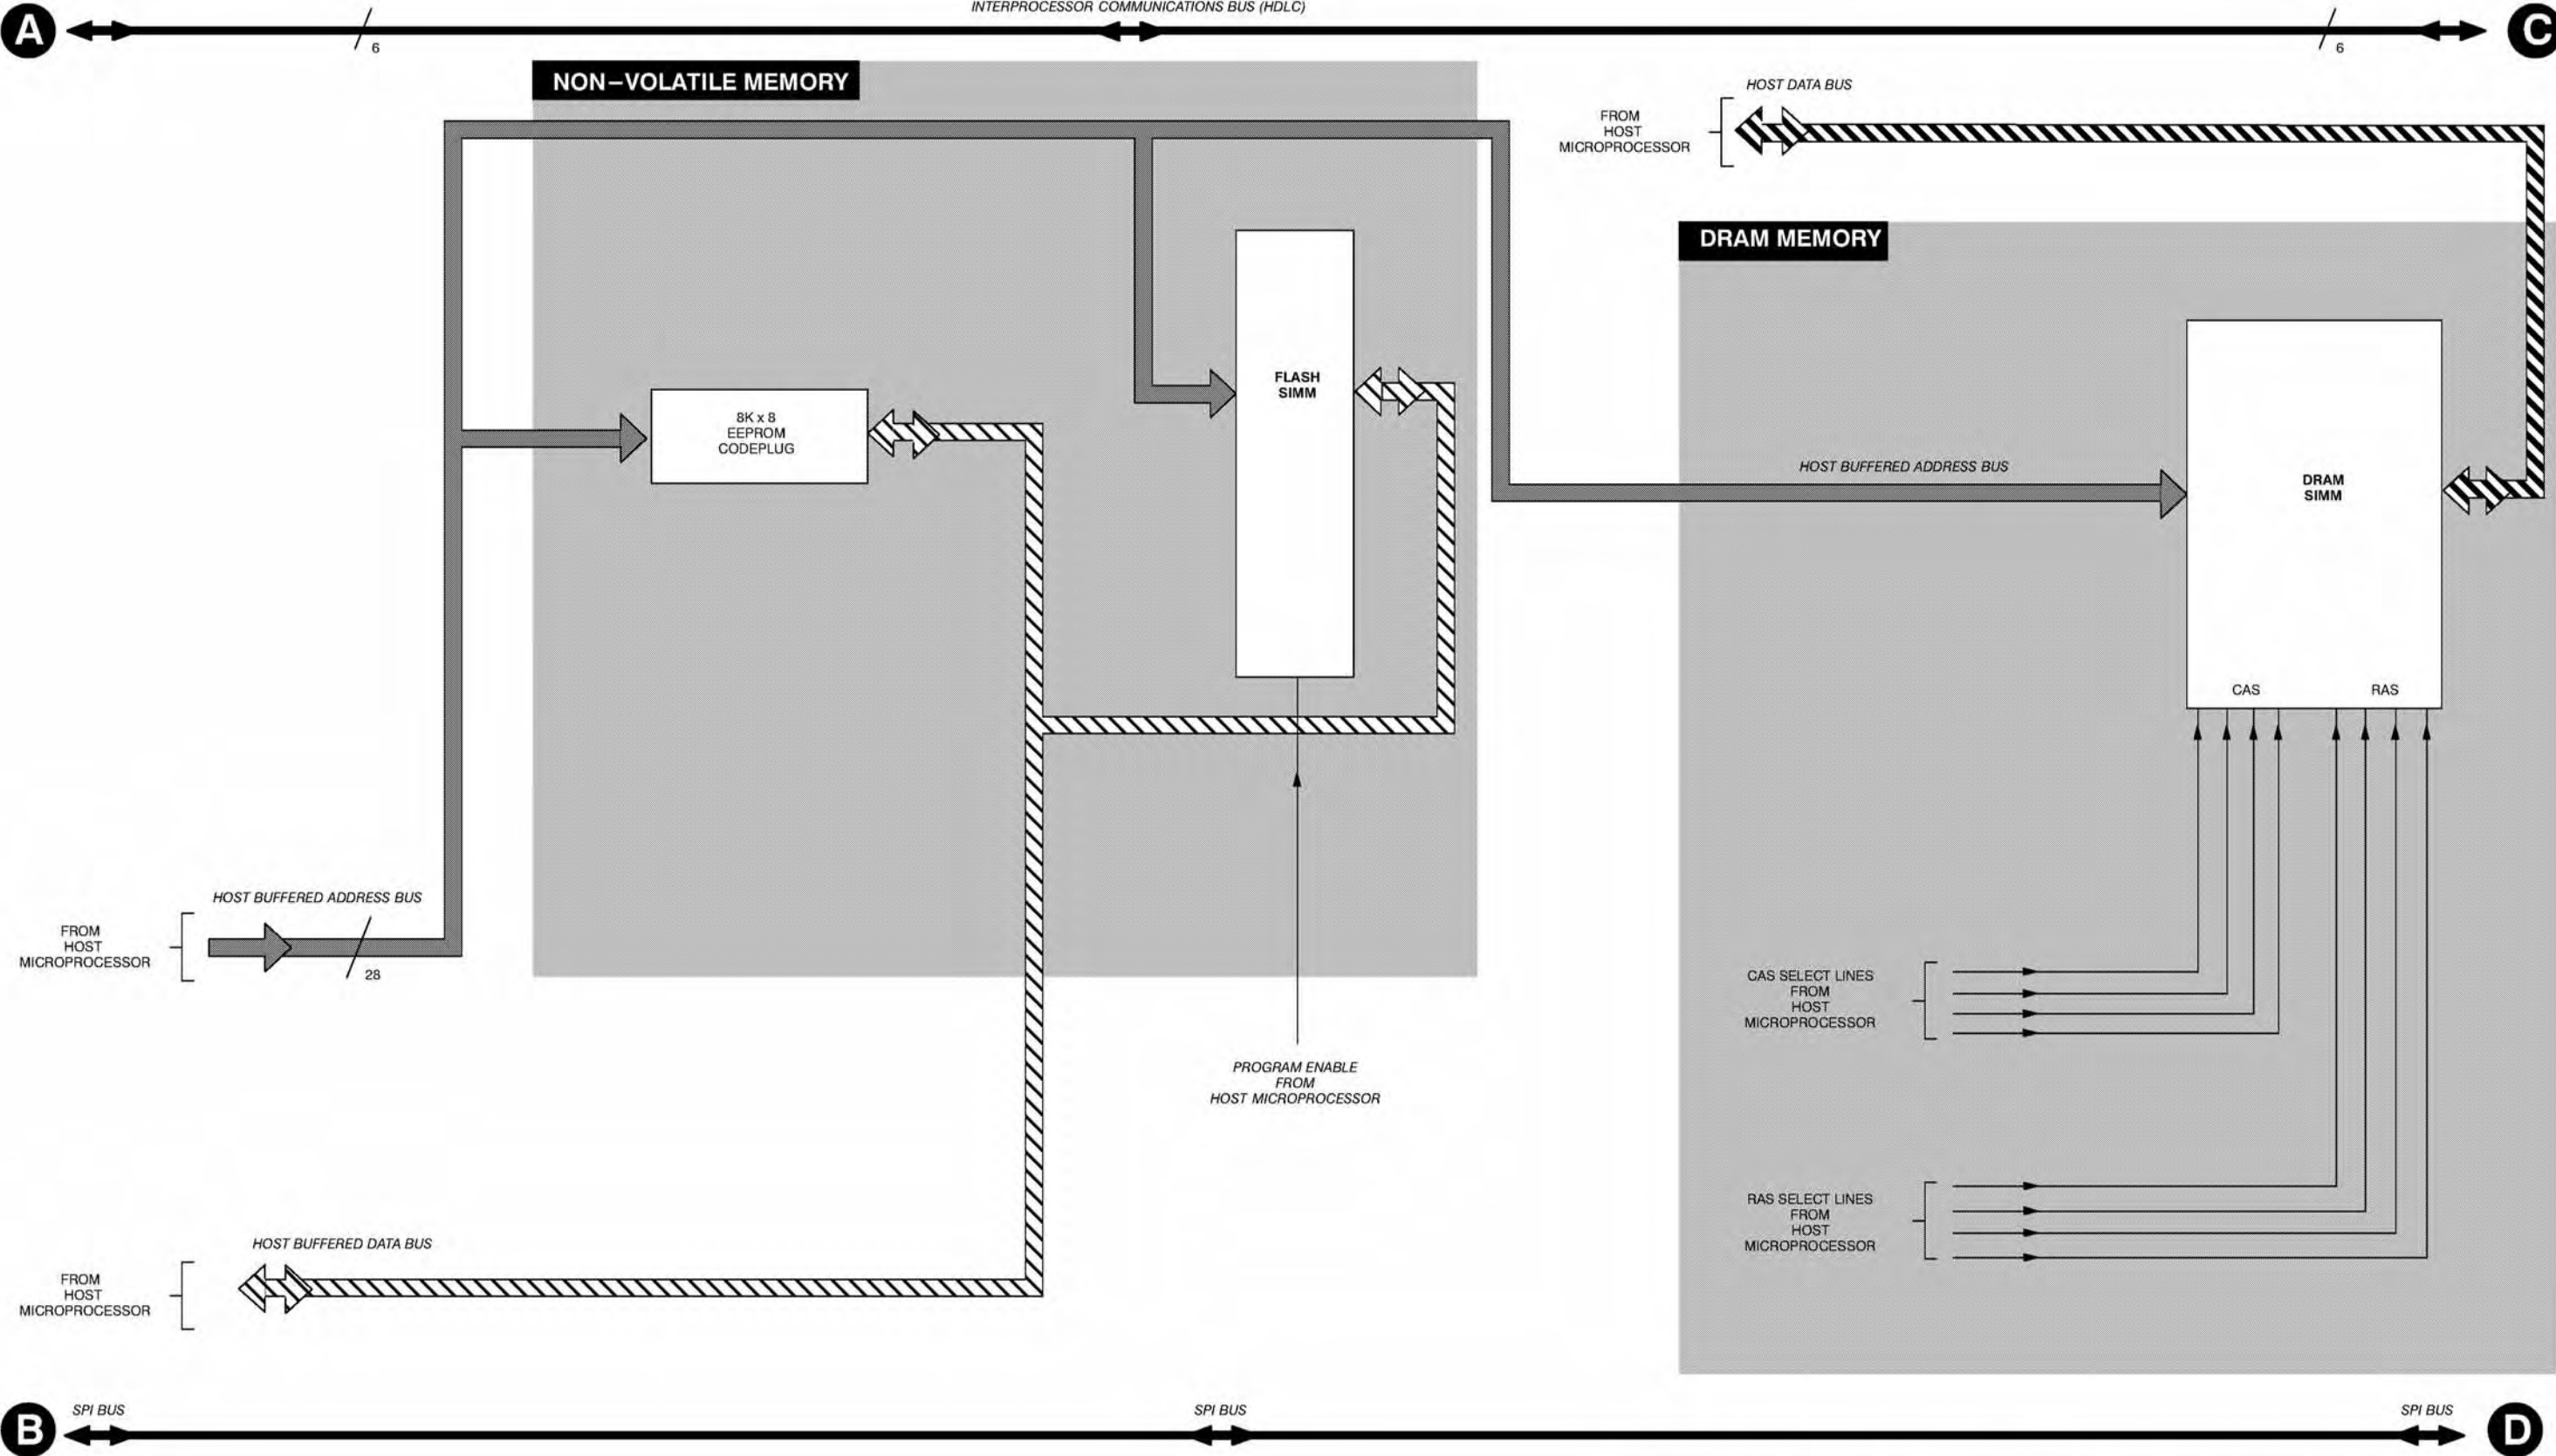 INTERPROCESSOR COMMUNICATIONS BUS (HDLC)
A
6
6
C
NON–VOLATILE MEMORY
HOST DATA BUS
FROM
HOST
MICROPROCESSOR
DRAM MEMORY
FLASH
SIMM
8K x 8
EEPROM
CODEPLUG
HOST BUFFERED ADDRESS BUS
DRAM
SIMM
CAS
RAS
HOST BUFFERED ADDRESS BUS
FROM
HOST
MICROPROCESSOR
28
CAS SELECT LINES
FROM
HOST
MICROPROCESSOR
PROGRAM ENABLE
FROM
HOST MICROPROCESSOR
RAS SELECT LINES
FROM
HOST
MICROPROCESSOR
HOST BUFFERED DATA BUS
FROM
HOST
MICROPROCESSOR
B
SPI BUS
SPI BUS
SPI BUS
D